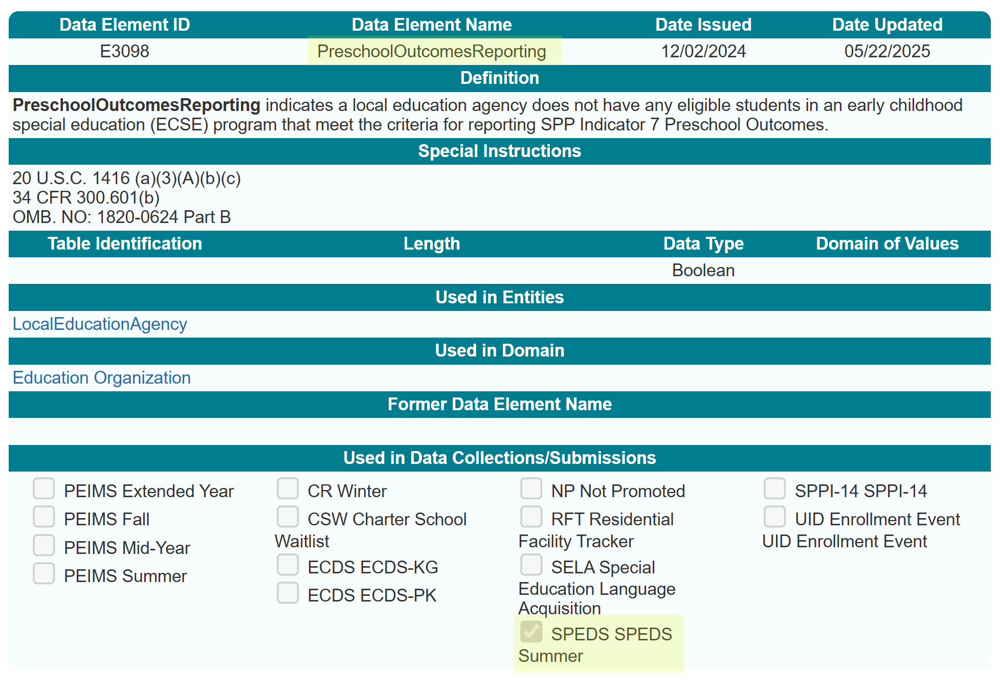 Data Element ID Data Element Name Date Issued Date Updated
E3098 PreschoolOutcomesReporting 12/02/2024 05/22/2025
Definition
PreschoolOutcomesReporting indicates a local education agency does not have any eligible students in an early childhood
special education (ECSE) program that meet the criteria for reporting SPP Indicator 7 Preschool Outcomes.
Special Instructions
20 U.S.C. 1416 (a)(3)(A)(b)(c)
34 CFR 300.601(b)
OMB. NO: 1820-0624 Part B
Table Identification Length Data Type Domain of Values
Boolean
Used in Entities
LocalEducationAgency
Used in Domain
Education Organization
Former Data Element Name
Used in Data Collections/Submissions
PEIMS Extended Year
PEIMS Fall
PEIMS Mid-Year
PEIMS Summer
CR Winter
CSW Charter School
Waitlist
ECDS ECDS-KG
ECDS ECDS-PK
NP Not Promoted
RFT Residential
Facility Tracker
SELA Special
Education Language
Acquisition
SPEDS SPEDS
Summer
SPPI-14 SPPI-14
UID Enrollment Event
UID Enrollment Event